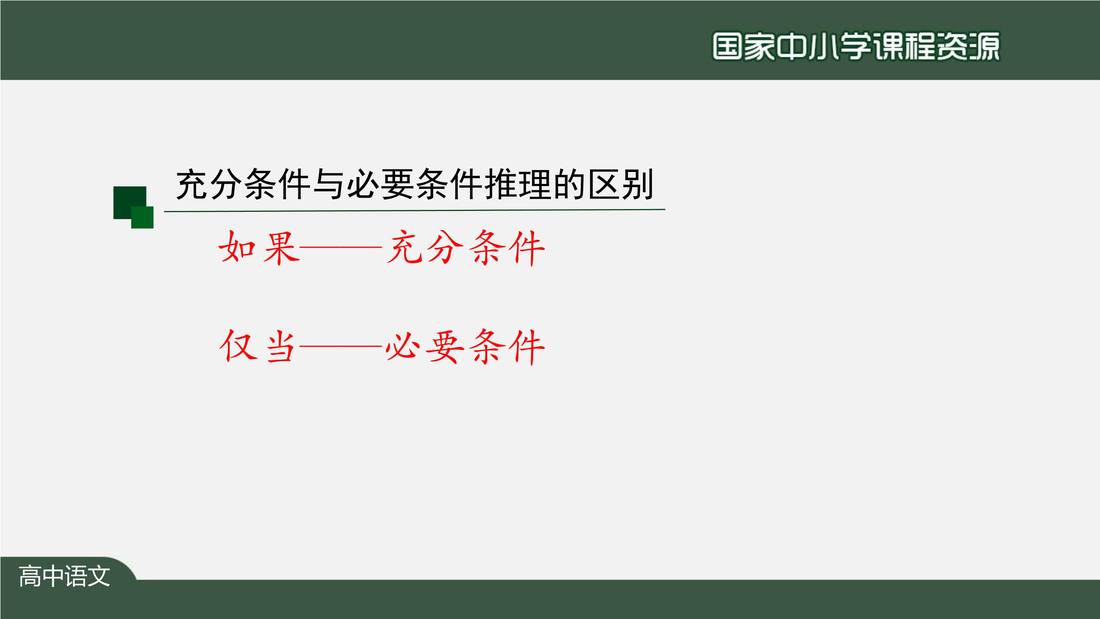 国家中小学课程资源
充分条件与必要条件推理的区别
如果——充分条件
仅当——必要条件
高中语文